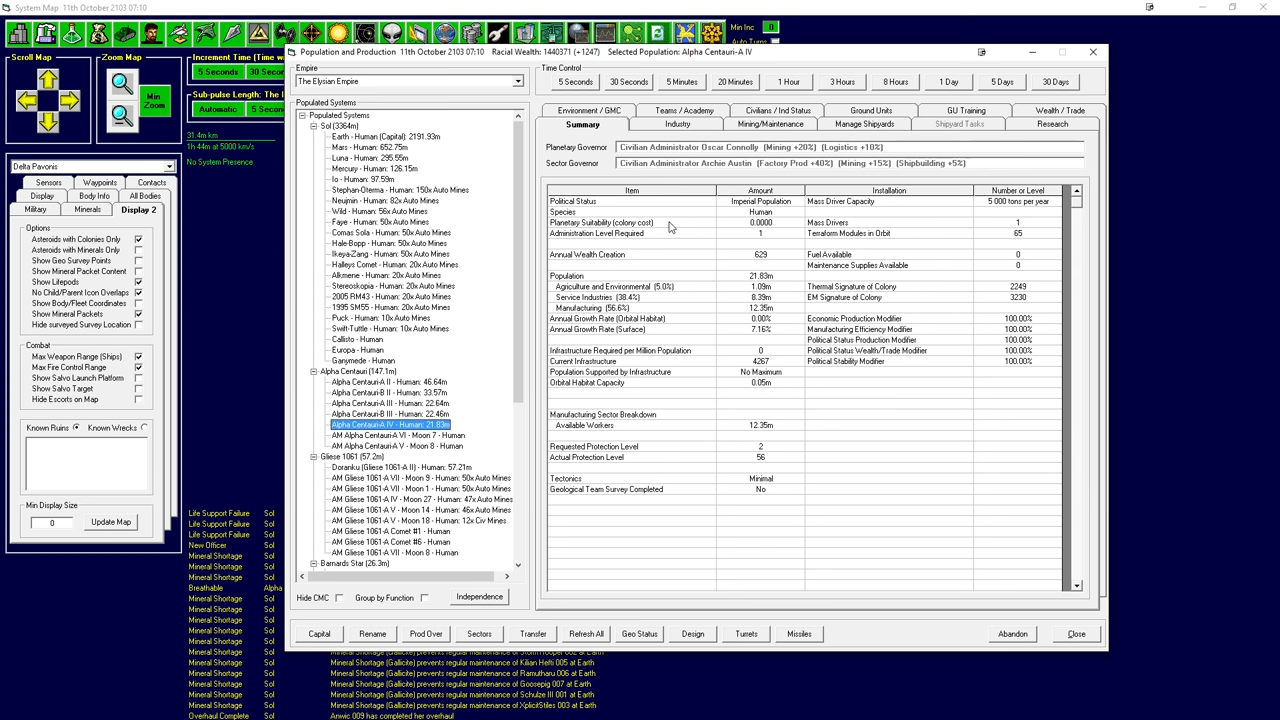 System Map 11th October 2103 07:10
Min Inc 0
Auto Turns
Scroll Map
Zoom Map
Min Zoom
Increment Time (Time w
5 Seconds 30 Secon
Sub-pulse Length: The l
Automatic 5 Secon
31.4m km
1h 44m at 5000 km/s
No System Presence
Delta Pavonis
Sensors Waypoints Contacts
Display Body Info All Bodies
Military Minerals Display 2
Options
Asteroids with Colonies Only
Asteroids with Minerals Only
Show Geo Survey Points
Show Mineral Packet Content
Show Lifepods
No Child/Parent Icon Overlaps
Show Body/Fleet Coordinates
Show Mineral Packets
Hide surveyed Survey Location
Combat
Max Weapon Range (Ships)
Max Fire Control Range
Show Salvo Launch Platform
Show Salvo Target
Hide Escorts on Map
Known Ruins Known Wrecks
Min Display Size
0 Update Map
Life Support Failure Sol
Life Support Failure Sol
Life Support Failure Sol
New Officer Sol
Mineral Shortage Sol
Mineral Shortage Sol
Mineral Shortage Sol
Breathable Alpha
Mineral Shortage Sol
Mineral Shortage Sol
Mineral Shortage Sol
Mineral Shortage Sol
Mineral Shortage Sol
Mineral Shortage Sol
Mineral Shortage Sol Mineral Shortage (Gallicite) prevents regular maintenance of Kilian Hefti 005 at Earth
Mineral Shortage Sol Mineral Shortage (Gallicite) prevents regular maintenance of Ramutharu 006 at Earth
Mineral Shortage Sol Mineral Shortage (Gallicite) prevents regular maintenance of Goosepig 007 at Earth
Mineral Shortage Sol Mineral Shortage (Gallicite) prevents regular maintenance of Schulze III 001 at Earth
Mineral Shortage Sol Mineral Shortage (Gallicite) prevents regular maintenance of XplicitStiles 003 at Earth
Overhaul Complete Sol Anwic 009 has completed her overhaul
Population and Production 11th October 2103 07:10 Racial Wealth: 1440371 (+1247) Selected Population: Alpha Centauri-A IV
Empire
The Elysian Empire
Time Control
5 Seconds 30 Seconds 5 Minutes 20 Minutes 1 Hour 3 Hours 8 Hours 1 Day 5 Days 30 Days
Populated Systems
Populated Systems
Sol (3364m)
Earth - Human (Capital): 2191.93m
Mars - Human: 652.75m
Luna - Human: 295.55m
Mercury - Human: 126.15m
Io - Human: 97.59m
Stephan-Oterma - Human: 150x Auto Mines
Neujmin - Human: 82x Auto Mines
Wild - Human: 56x Auto Mines
Faye - Human: 50x Auto Mines
Comas Sola - Human: 50x Auto Mines
Hale-Bopp - Human: 50x Auto Mines
Ikeya-Zang - Human: 50x Auto Mines
Halleys Comet - Human: 20x Auto Mines
Alkmene - Human: 20x Auto Mines
Stereoskopia - Human: 20x Auto Mines
2005 RM43 - Human: 10x Auto Mines
1995 SM55 - Human: 10x Auto Mines
Puck - Human: 10x Auto Mines
Swift-Tuttle - Human: 10x Auto Mines
Callisto - Human
Europa - Human
Ganymede - Human
Alpha Centauri (147.1m)
Alpha Centauri-A II - Human: 46.64m
Alpha Centauri-B II - Human: 33.57m
Alpha Centauri-A III - Human: 22.64m
Alpha Centauri-B III - Human: 22.46m
Alpha Centauri-A IV - Human: 21.83m
AM Alpha Centauri-A VI - Moon 7 - Human
AM Alpha Centauri-A V - Moon 8 - Human
Gliese 1061 (57.2m)
Doranku (Gliese 1061-A II) - Human: 57.21m
AM Gliese 1061-A VII - Moon 9 - Human: 50x Auto Mines
AM Gliese 1061-A VII - Moon 1 - Human: 50x Auto Mines
AM Gliese 1061-A IV - Moon 27 - Human: 47x Auto Mines
AM Gliese 1061-A V - Moon 14 - Human: 46x Auto Mines
AM Gliese 1061-A V - Moon 18 - Human: 12x Civ Mines
AM Gliese 1061-A Comet #1 - Human
AM Gliese 1061-A Comet #6 - Human
AM Gliese 1061-A VII - Moon 8 - Human
Barnards Star (26.3m)
Hide CMC Group by Function Independence
Environment / GMC Teams / Academy Civilians / Ind Status Ground Units GU Training Wealth / Trade
Summary Industry Mining/Maintenance Manage Shipyards Shipyard Tasks Research
Planetary Governor Civilian Administrator Oscar Connolly (Mining +20%) (Logistics +10%)
Sector Governor Civilian Administrator Archie Austin (Factory Prod +40%) (Mining +15%) (Shipbuilding +5%)
Item Amount Installation Number or Level
Political Status Imperial Population Mass Driver Capacity 5 000 tons per year
Species Human
Planetary Suitability (colony cost) 0.0000 Mass Drivers 1
Administration Level Required 1 Terraform Modules in Orbit 65
Annual Wealth Creation 629 Fuel Available 0
Maintenance Supplies Available 0
Population 21.83m
Agriculture and Environmental (5.0%) 1.09m Thermal Signature of Colony 2249
Service Industries (38.4%) 8.39m EM Signature of Colony 3230
Manufacturing (56.6%) 12.35m
Annual Growth Rate (Orbital Habitat) 0.00% Economic Production Modifier 100.00%
Annual Growth Rate (Surface) 7.16% Manufacturing Efficiency Modifier 100.00%
Political Status Production Modifier 100.00%
Infrastructure Required per Million Population 0 Political Status Wealth/Trade Modifier 100.00%
Current Infrastructure 4267 Political Stability Modifier 100.00%
Population Supported by Infrastructure No Maximum
Orbital Habitat Capacity 0.05m
Manufacturing Sector Breakdown
Available Workers 12.35m
Requested Protection Level 2
Actual Protection Level 56
Tectonics Minimal
Geological Team Survey Completed No
Capital Rename Prod Over Sectors Transfer Refresh All Geo Status Design Turrets Missiles Abandon Close